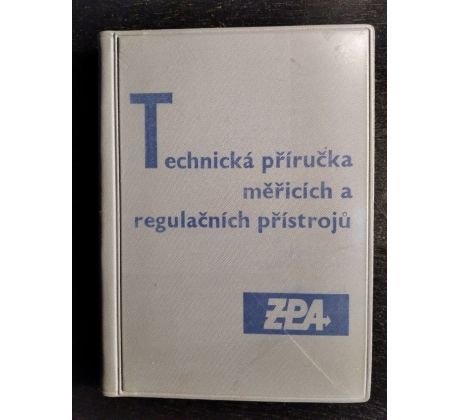 Technická příručka
měřicích a
regulačních přístrojů
ZPA